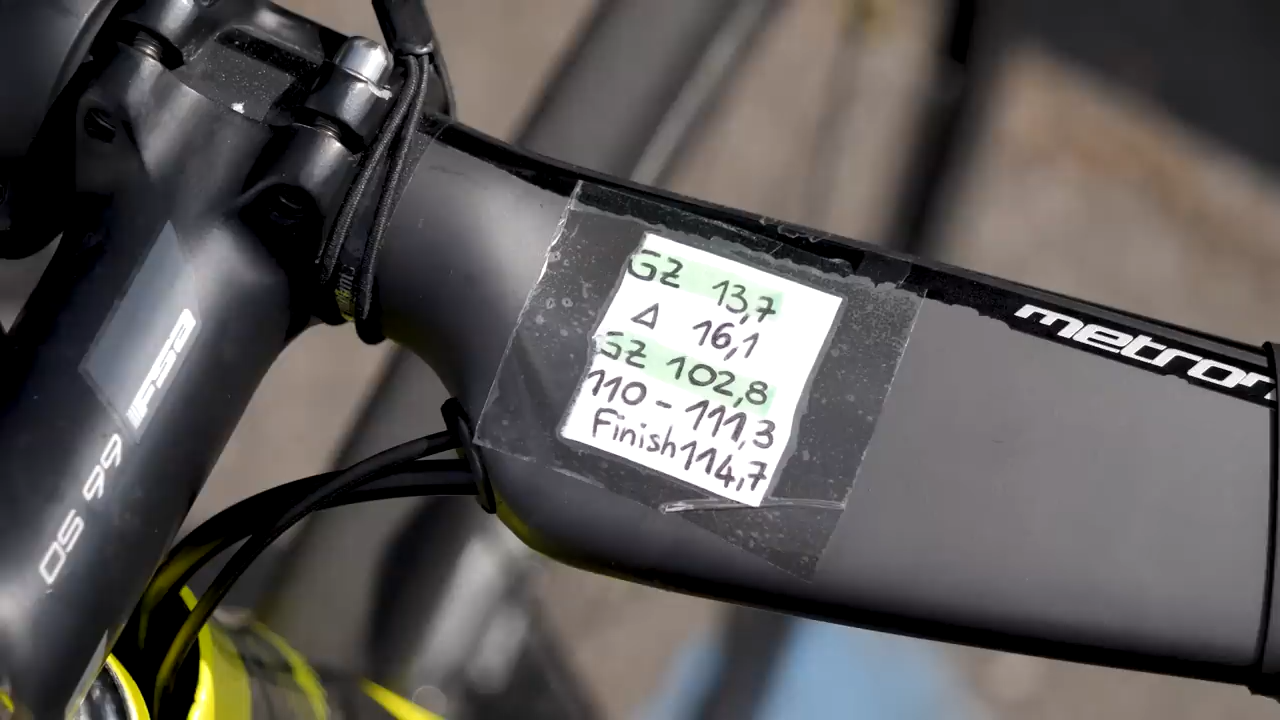 GZ 13,7
Δ 16,1
GZ 102,8
110 - 111,3
Finish 114,7
metron
FSA
OS 99